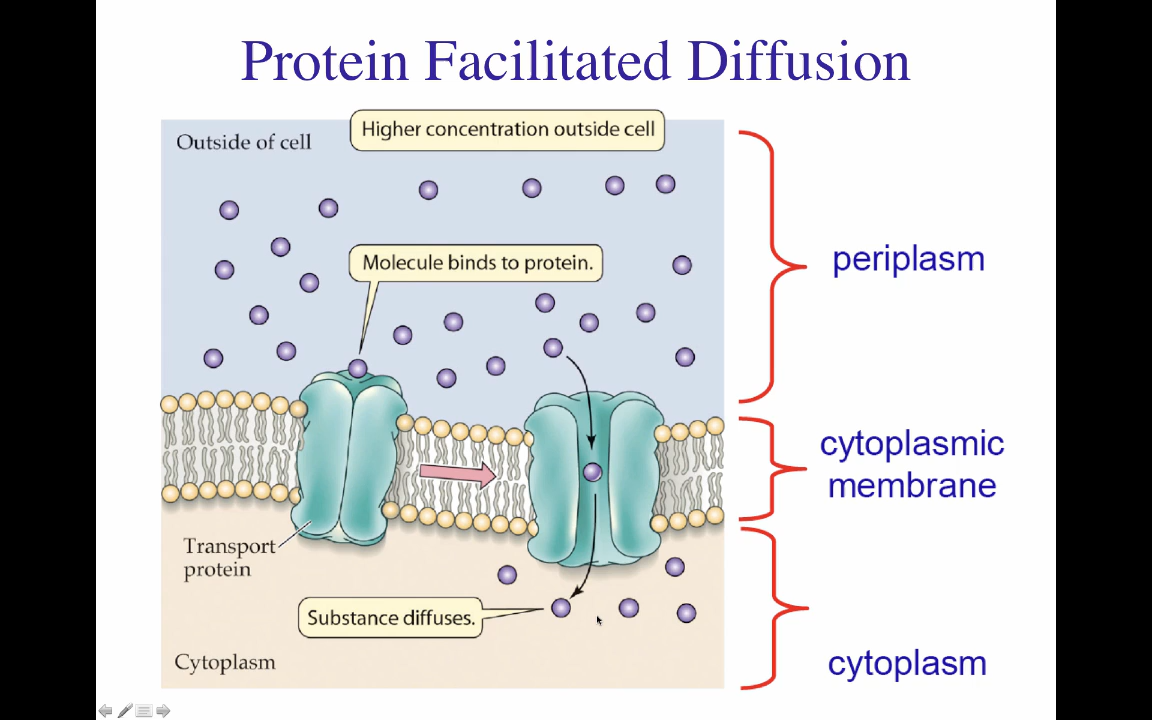 Protein Facilitated Diffusion
Higher concentration outside cell
Outside of cell
periplasm
Molecule binds to protein.
cytoplasmic
membrane
Transport
protein
Substance diffuses.
Cytoplasm
cytoplasm